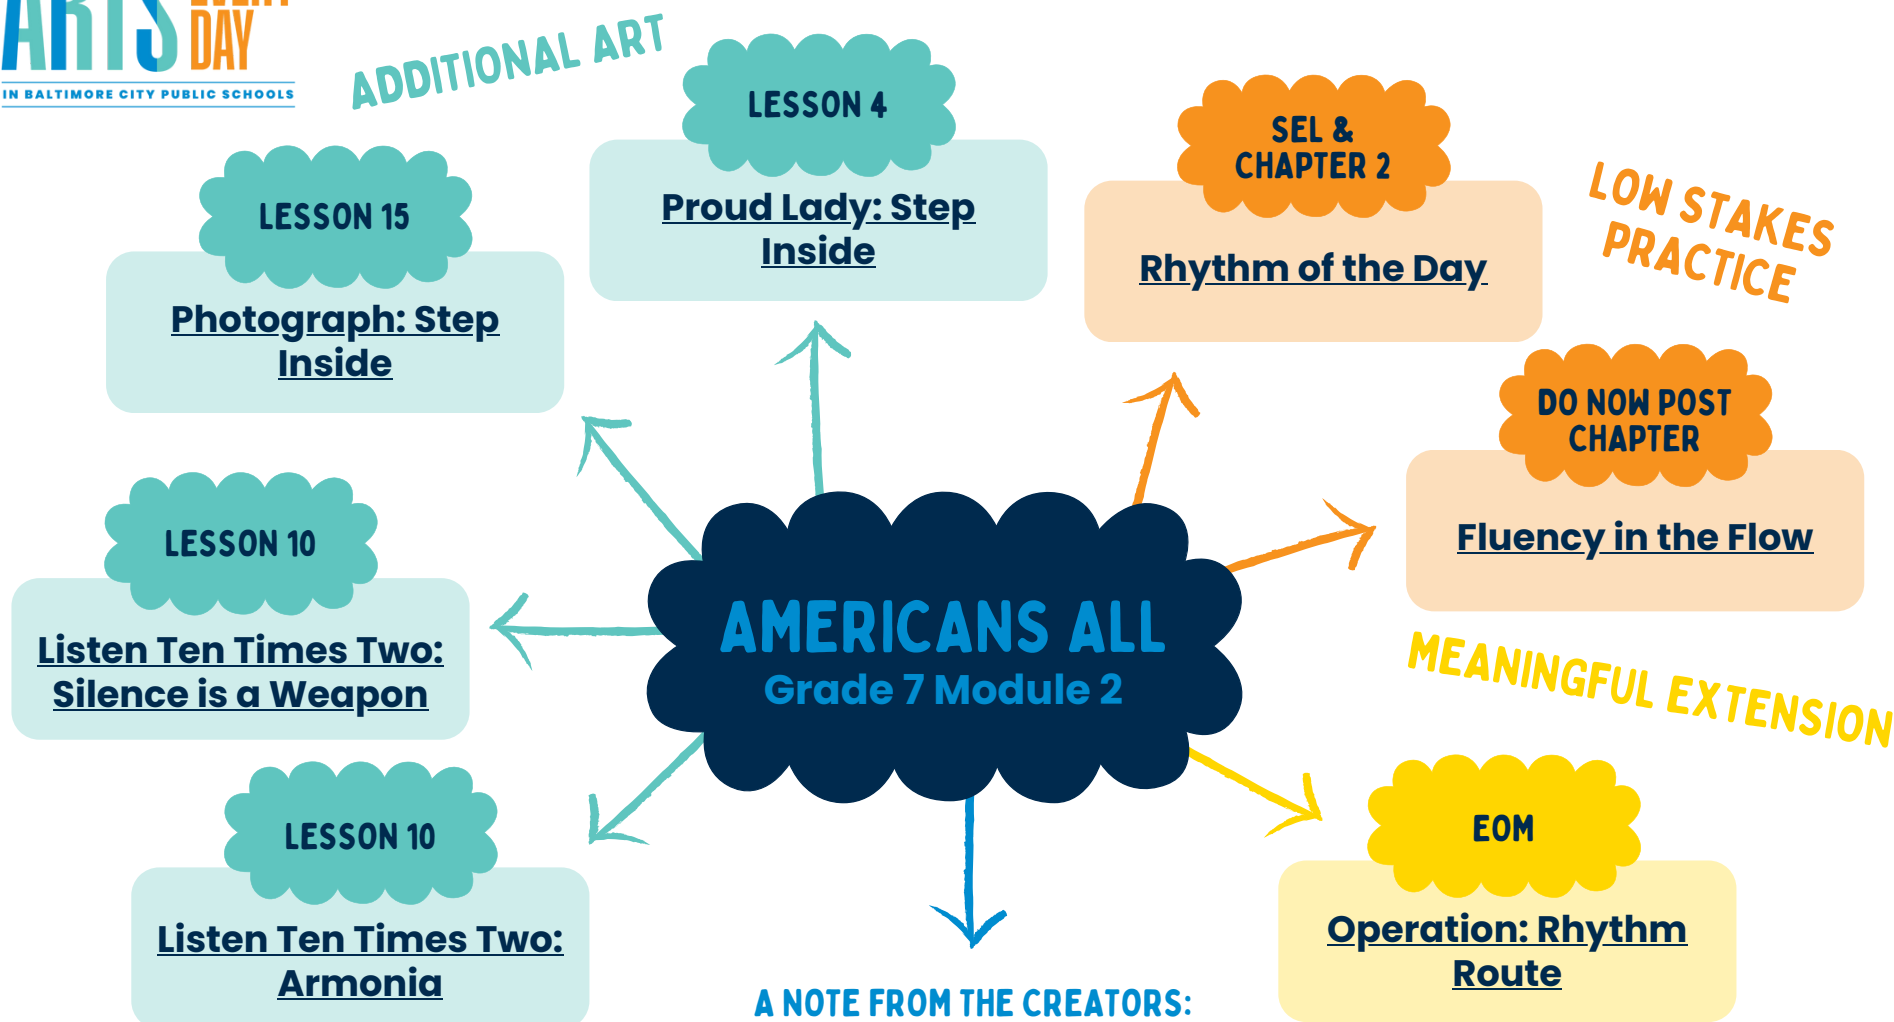 ARTS
DAY
IN BALTIMORE CITY PUBLIC SCHOOLS
ADDITIONAL ART
LESSON 4
Proud Lady: Step
Inside
SEL &
CHAPTER 2
Rhythm of the Day
LOW STAKES
PRACTICE
LESSON 15
Photograph: Step
Inside
DO NOW POST
CHAPTER
Fluency in the Flow
LESSON 10
Listen Ten Times Two:
Silence is a Weapon
AMERICANS ALL
Grade 7 Module 2
MEANINGFUL EXTENSION
LESSON 10
Listen Ten Times Two:
Armonia
EOM
Operation: Rhythm
Route
A NOTE FROM THE CREATORS: